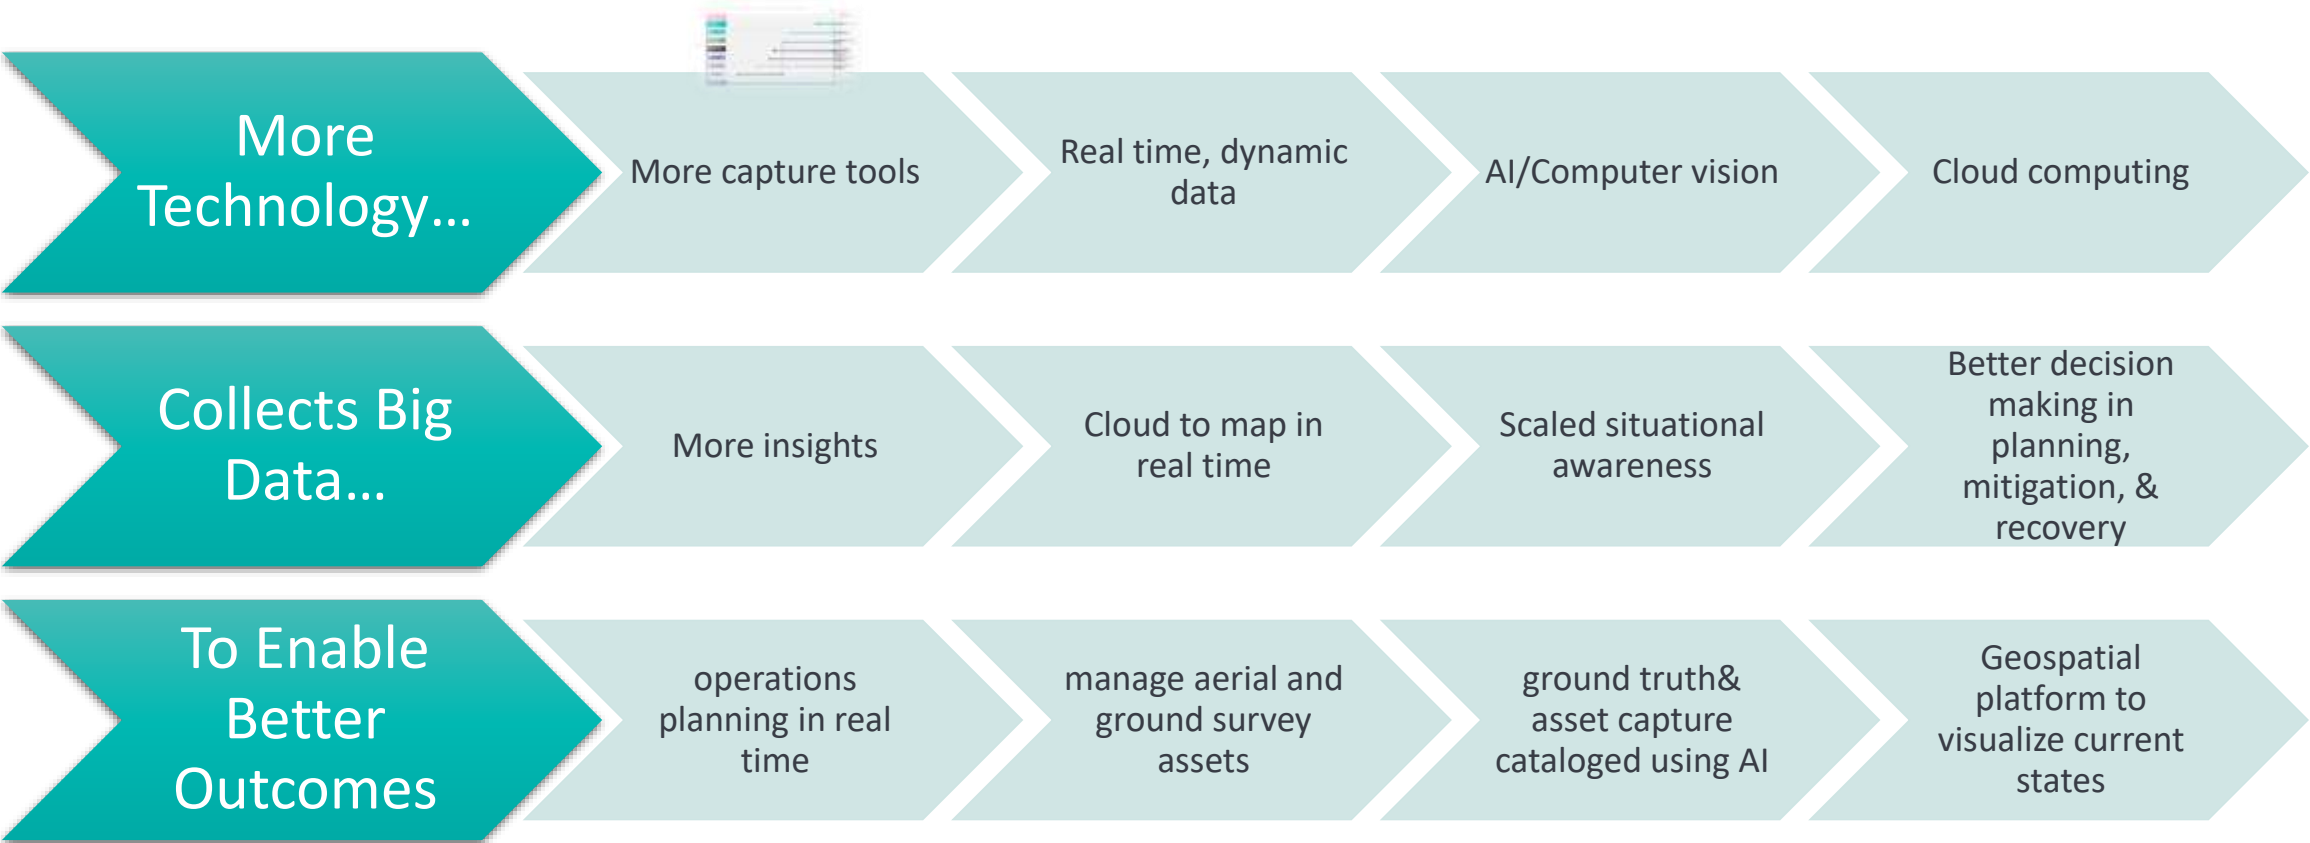 More
Technology...
More capture tools
Real time, dynamic
data
AI/Computer vision
Cloud computing
Collects Big
Data...
More insights
Cloud to map in
real time
Scaled situational
awareness
Better decision
making in
planning,
mitigation, &
recovery
To Enable
Better
Outcomes
operations
planning in real
time
manage aerial and
ground survey
assets
ground truth&
asset capture
cataloged using AI
Geospatial
platform to
visualize current
states